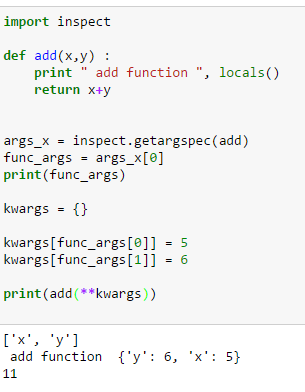 import inspect
def add(x,y) :
    print " add function ", locals()
    return x+y
args_x = inspect.getargspec(add)
func_args = args_x[0]
print(func_args)
kwargs = {}
kwargs[func_args[0]] = 5
kwargs[func_args[1]] = 6
print(add(**kwargs))
['x', 'y']
 add function  {'y': 6, 'x': 5}
11